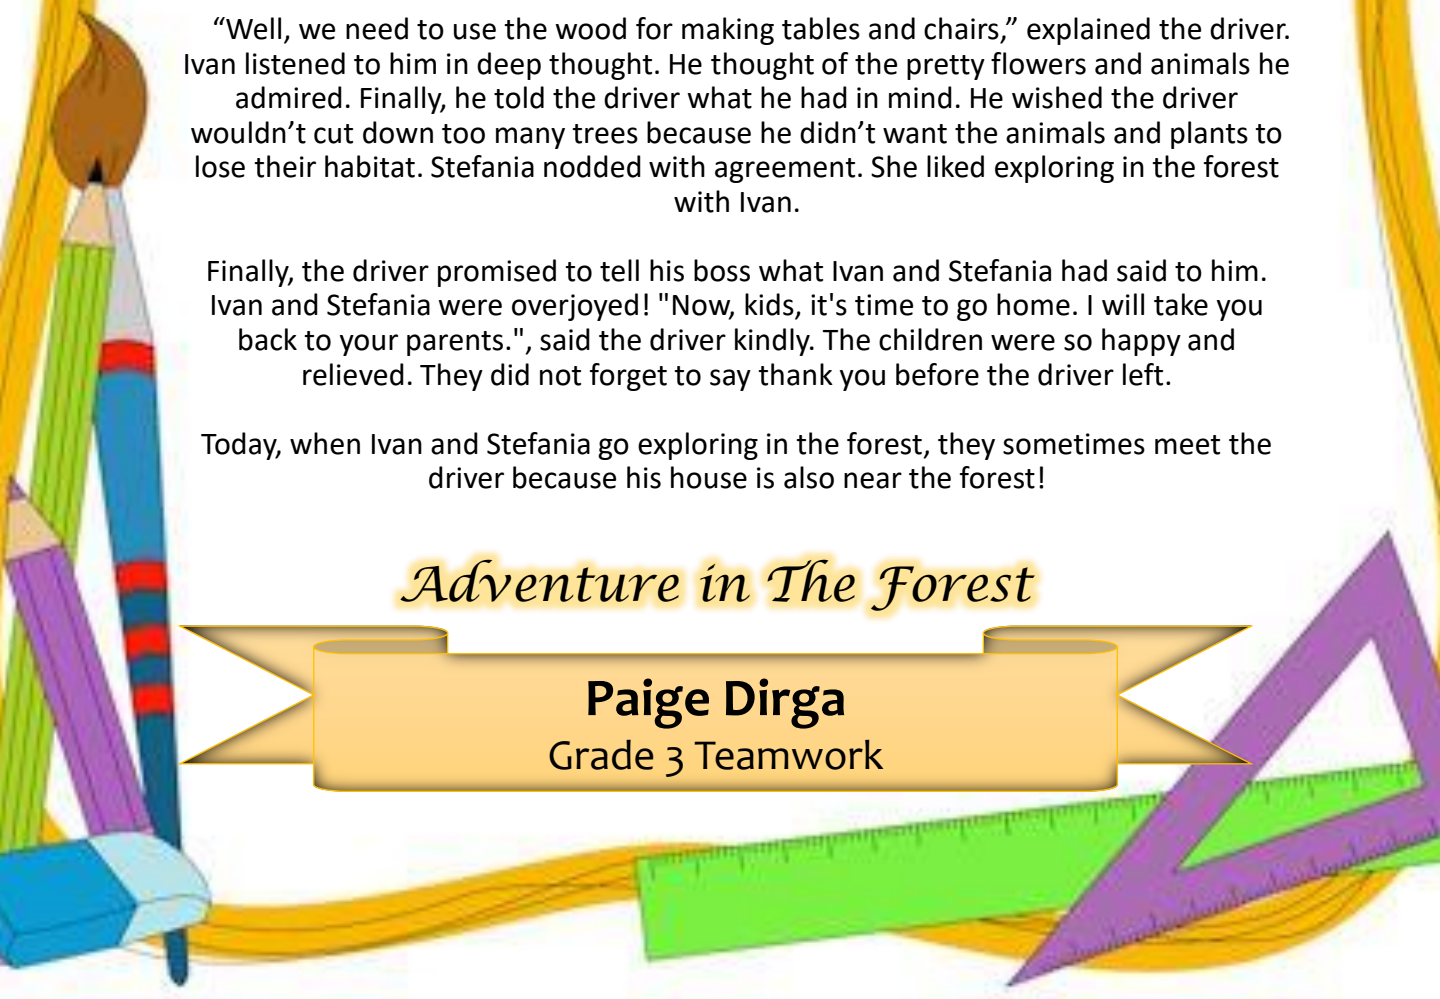 “Well, we need to use the wood for making tables and chairs,” explained the driver.
Ivan listened to him in deep thought. He thought of the pretty flowers and animals he
admired. Finally, he told the driver what he had in mind. He wished the driver
wouldn’t cut down too many trees because he didn’t want the animals and plants to
lose their habitat. Stefania nodded with agreement. She liked exploring in the forest
with Ivan.
Finally, the driver promised to tell his boss what Ivan and Stefania had said to him.
Ivan and Stefania were overjoyed! "Now, kids, it's time to go home. I will take you
back to your parents.", said the driver kindly. The children were so happy and
relieved. They did not forget to say thank you before the driver left.
Today, when Ivan and Stefania go exploring in the forest, they sometimes meet the
driver because his house is also near the forest!
Adventure in The Forest
Paige Dirga
Grade 3 Teamwork